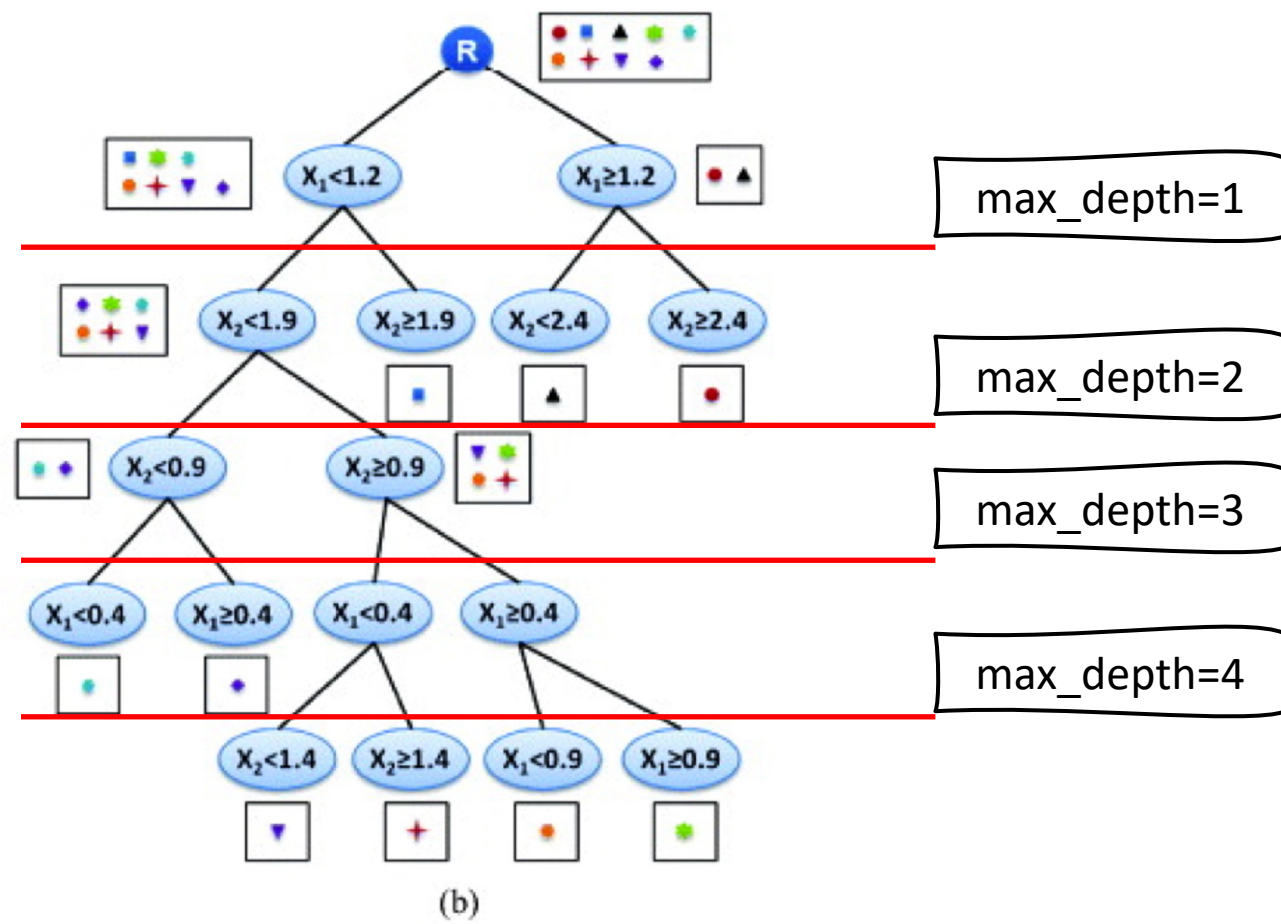 R
X₁<1.2 X₁≥1.2
max_depth=1
X₂<1.9 X₂≥1.9 X₂<2.4 X₂≥2.4
max_depth=2
X₂<0.9 X₂≥0.9
max_depth=3
X₁<0.4 X₁≥0.4 X₁<0.4 X₁≥0.4
max_depth=4
X₂<1.4 X₂≥1.4 X₁<0.9 X₁≥0.9
(b)